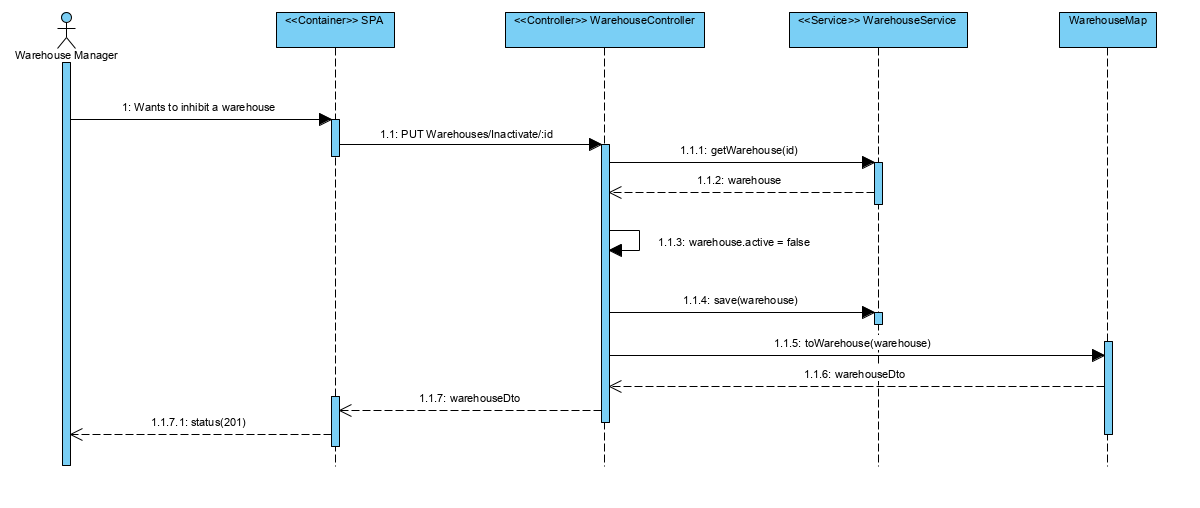 <<Container>> SPA
<<Controller>> WarehouseController
<<Service>> WarehouseService
WarehouseMap
Warehouse Manager
1: Wants to inhibit a warehouse
1.1: PUT Warehouses/Inactivate/:id
1.1.1: getWarehouse(id)
1.1.2: warehouse
1.1.3: warehouse.active = false
1.1.4: save(warehouse)
1.1.5: toWarehouse(warehouse)
1.1.6: warehouseDto
1.1.7: warehouseDto
1.1.7.1: status(201)